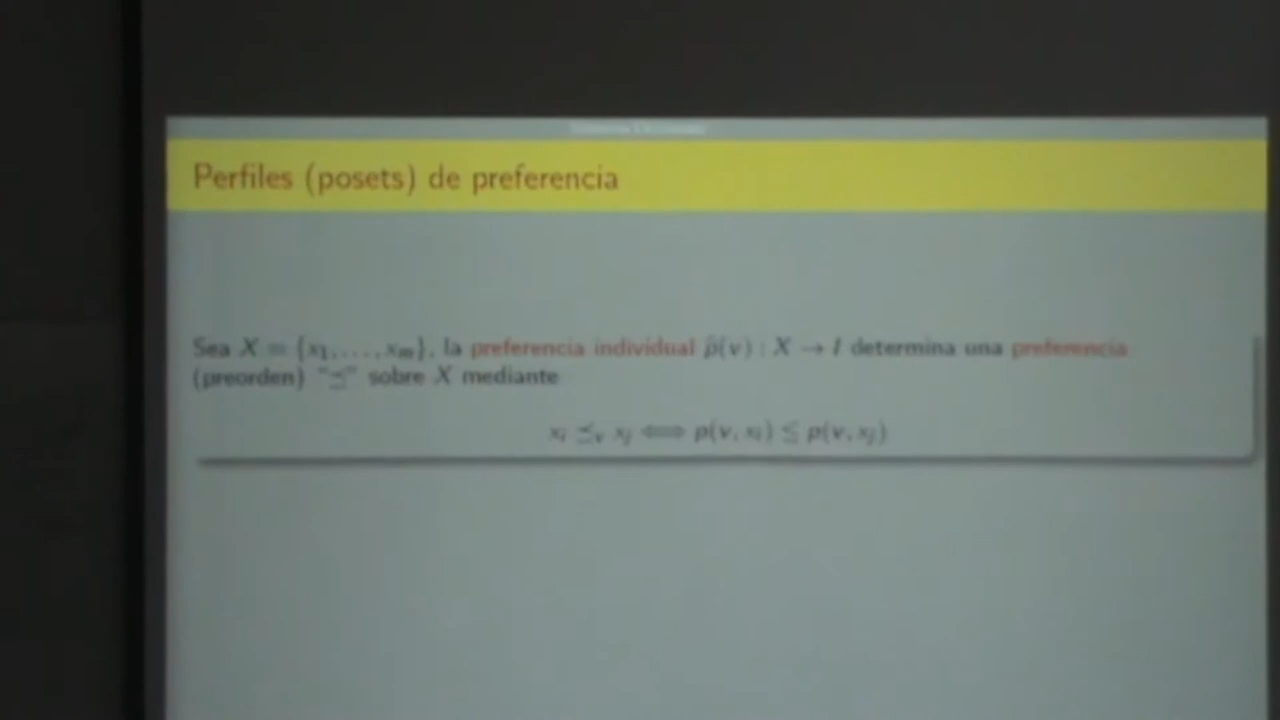 Perfiles (posets) de preferencia
Sea X = {x₁, . . . , xₘ}, la preferencia individual p̂(v) : X → I determina una preferencia
(preorden) "⪯" sobre X mediante
xᵢ ⪯ᵥ xⱼ ⟺ p(v, xᵢ) ≤ p(v, xⱼ)